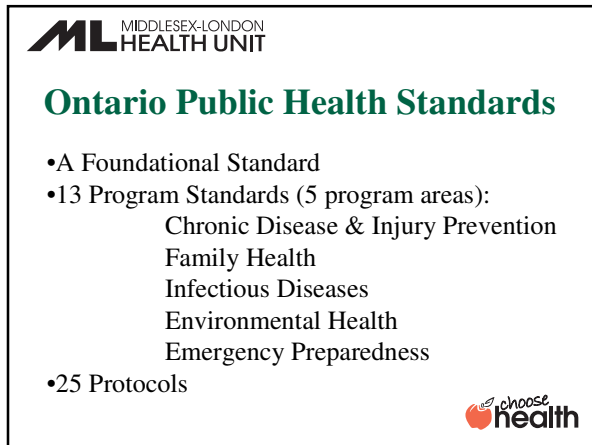 ML MIDDLESEX-LONDON
HEALTH UNIT
Ontario Public Health Standards
•A Foundational Standard
•13 Program Standards (5 program areas):
Chronic Disease & Injury Prevention
Family Health
Infectious Diseases
Environmental Health
Emergency Preparedness
•25 Protocols
choose
health